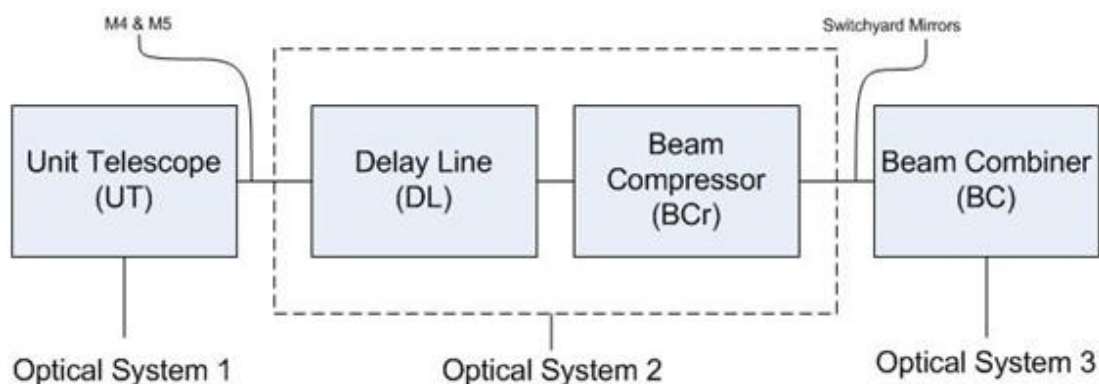 M4 & M5
Switchyard Mirrors
Unit Telescope
(UT)
Delay Line
(DL)
Beam
Compressor
(BCr)
Beam Combiner
(BC)
Optical System 1
Optical System 2
Optical System 3